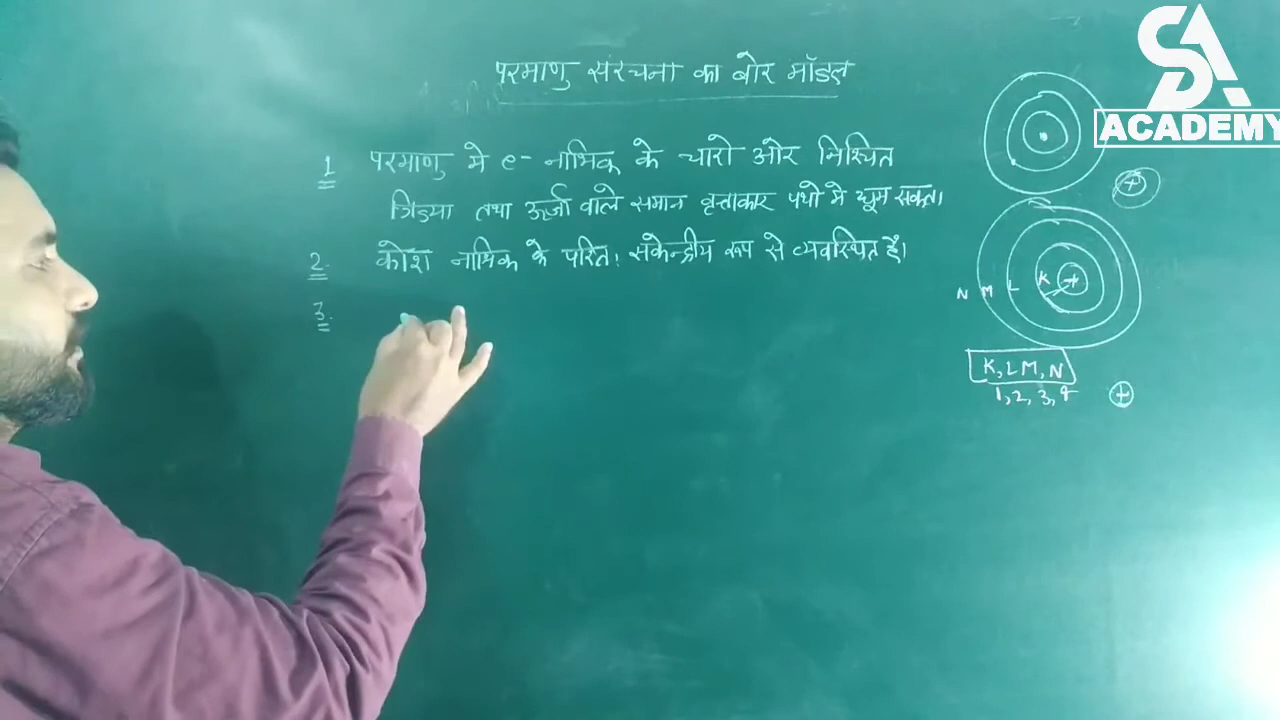 परमाणु संरचना का बोर मॉडल
1 परमाणु मे e- नाभिक के चारो ओर निश्चित
त्रिज्या तथा ऊर्जा वाले समान वृत्ताकार पथो मे घूम सकता।
2. कोश नाभिक के परित: संकेन्द्रीय रूप से व्यवस्थित हैं।
3.
SA
ACADEMY
+
N M L K +
K, L M, N
1, 2, 3, 4
+